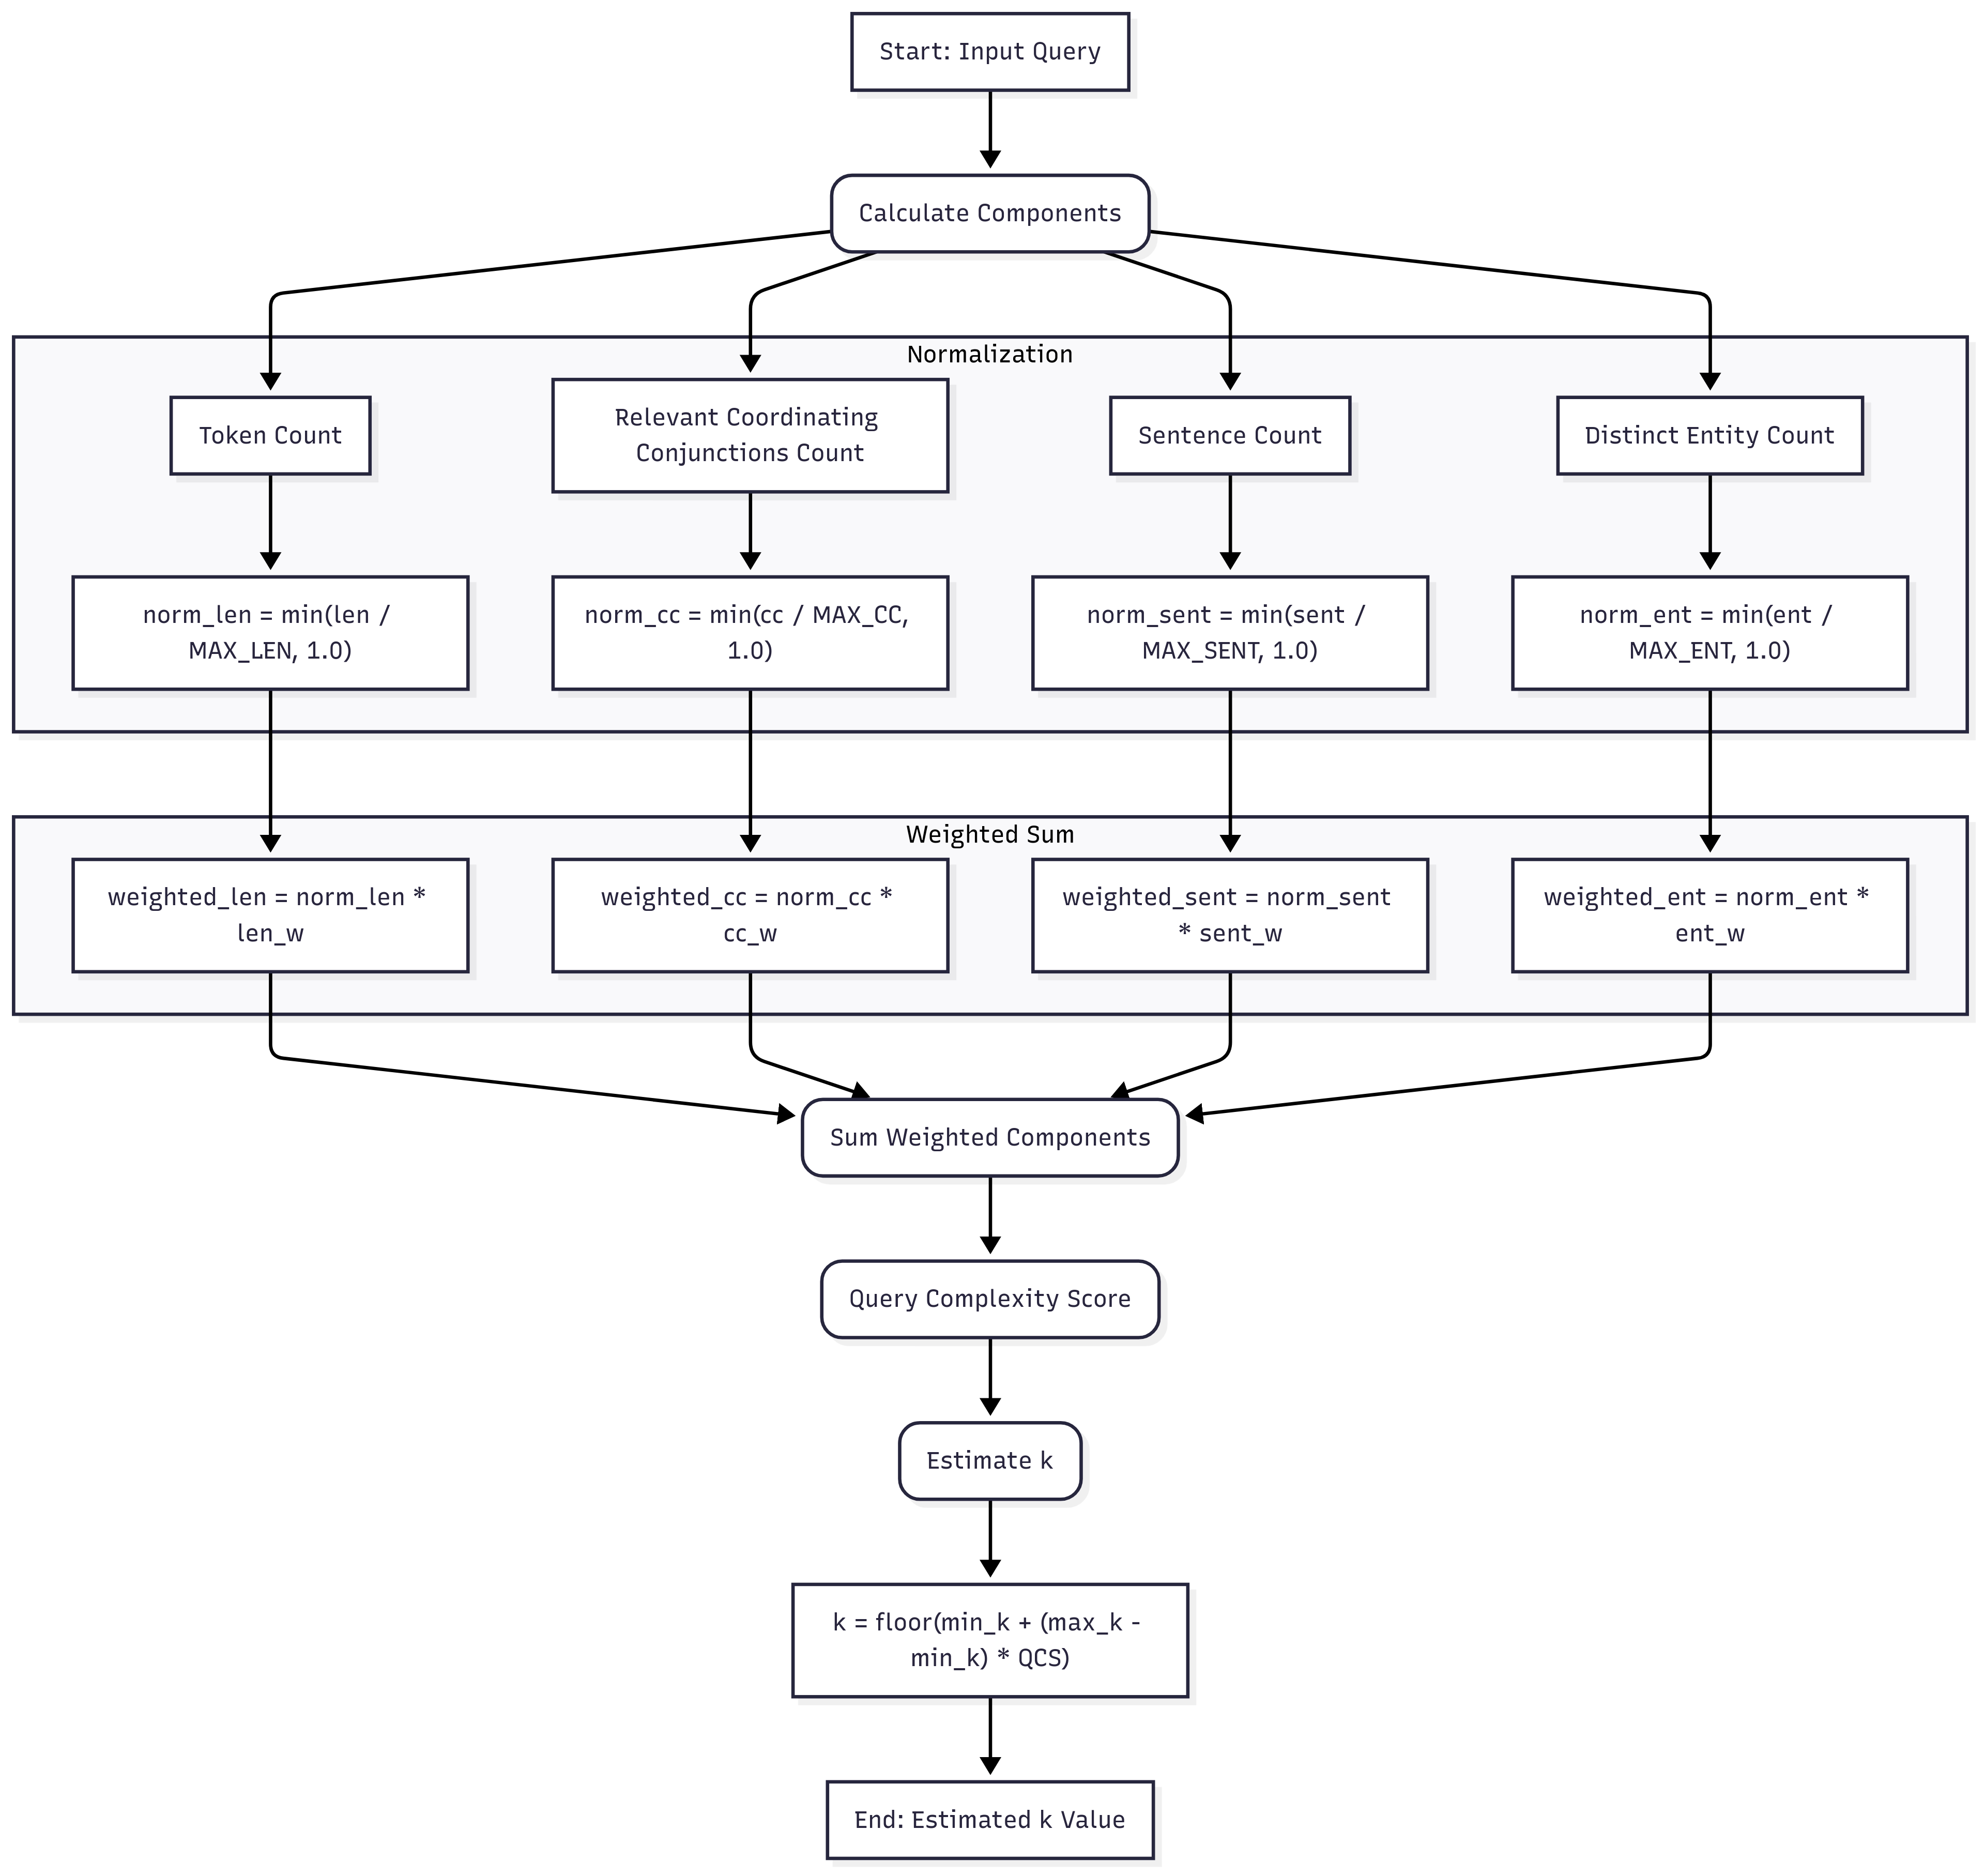 Start: Input Query
Calculate Components
Normalization
Token Count
Relevant Coordinating
Conjunctions Count
Sentence Count
Distinct Entity Count
norm_len = min(len /
MAX_LEN, 1.0)
norm_cc = min(cc / MAX_CC,
1.0)
norm_sent = min(sent /
MAX_SENT, 1.0)
norm_ent = min(ent /
MAX_ENT, 1.0)
Weighted Sum
weighted_len = norm_len *
len_w
weighted_cc = norm_cc *
cc_w
weighted_sent = norm_sent
* sent_w
weighted_ent = norm_ent *
ent_w
Sum Weighted Components
Query Complexity Score
Estimate k
k = floor(min_k + (max_k -
min_k) * QCS)
End: Estimated k Value